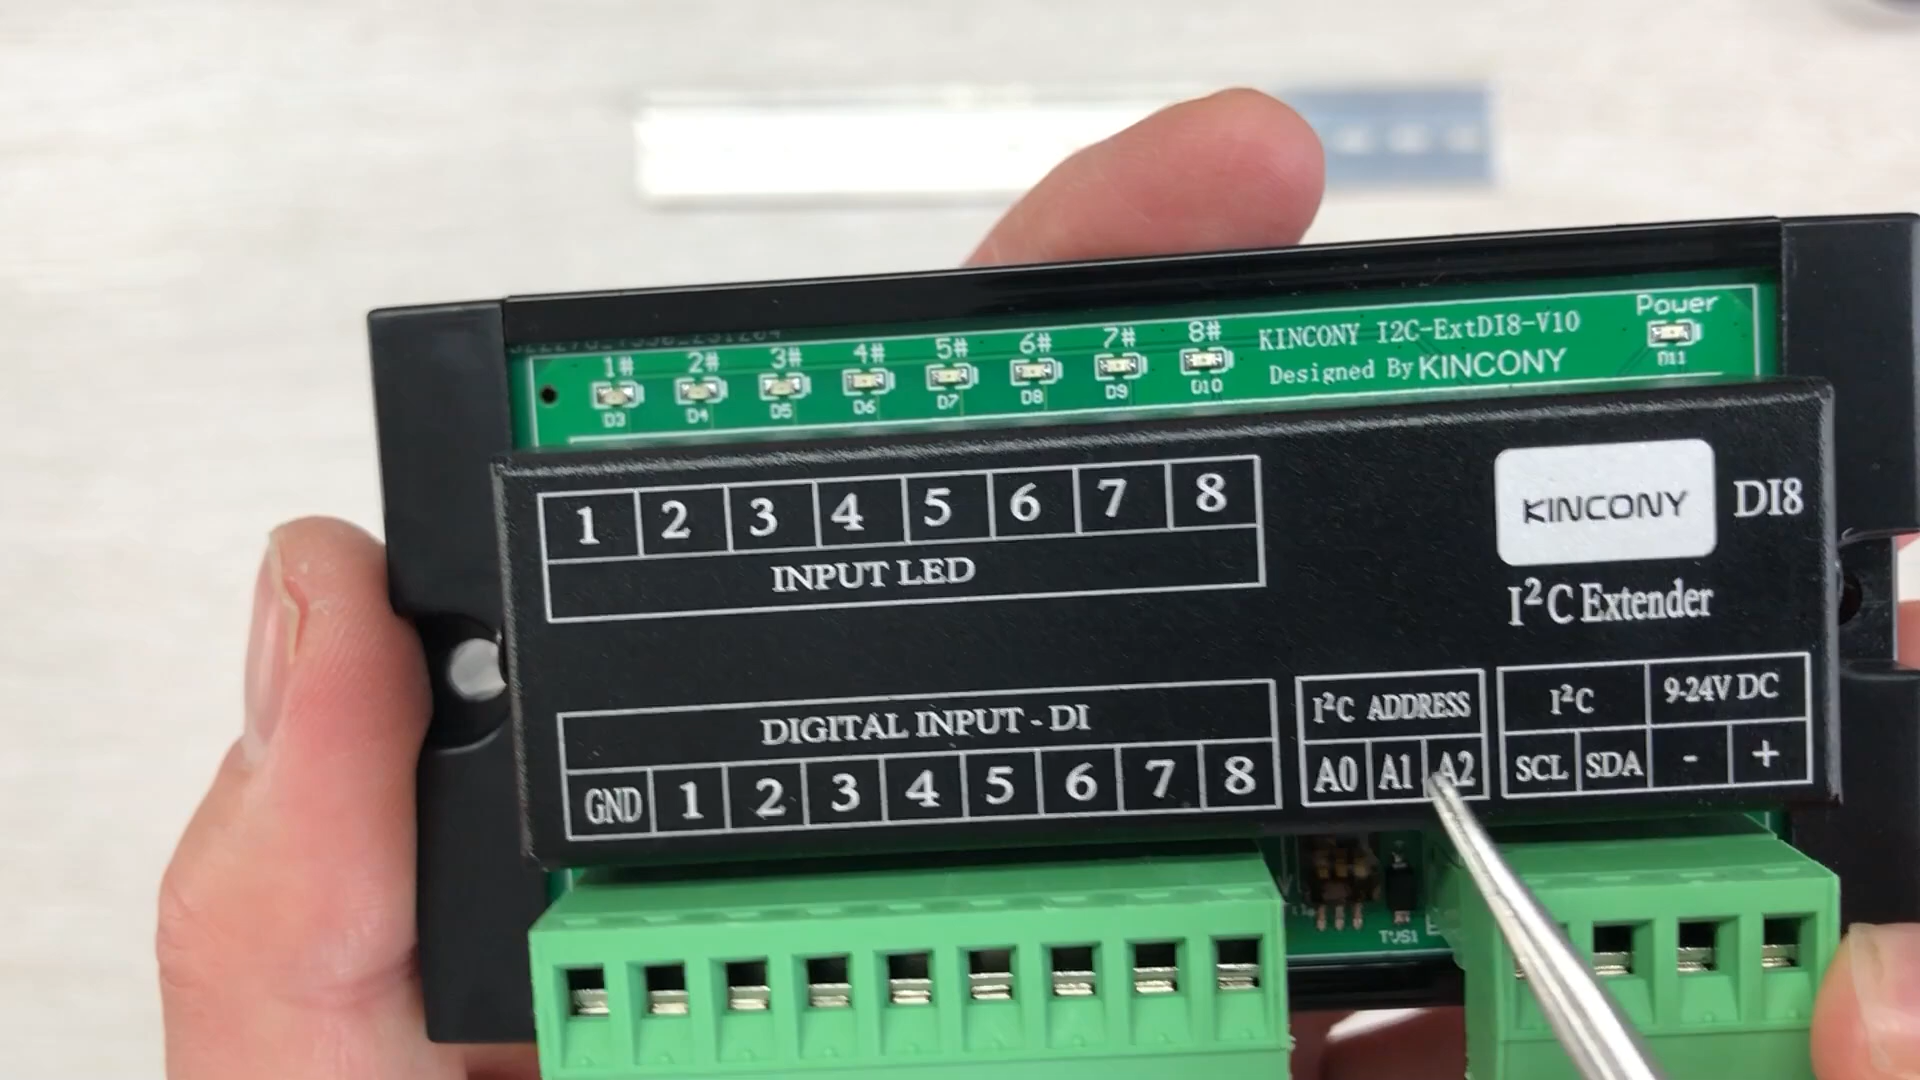 1# 2# 3# 4# 5# 6# 7# 8#
D3 D4 D5 D6 D7 D8 D9 D10
KINCONY I2C-ExtDI8-V10
Designed By KINCONY
Power
D11
1 2 3 4 5 6 7 8
INPUT LED
KINCONY DI8
I²C Extender
DIGITAL INPUT - DI
GND 1 2 3 4 5 6 7 8
I²C ADDRESS
A0 A1 A2
I²C 9-24V DC
SCL SDA - +
TVS1